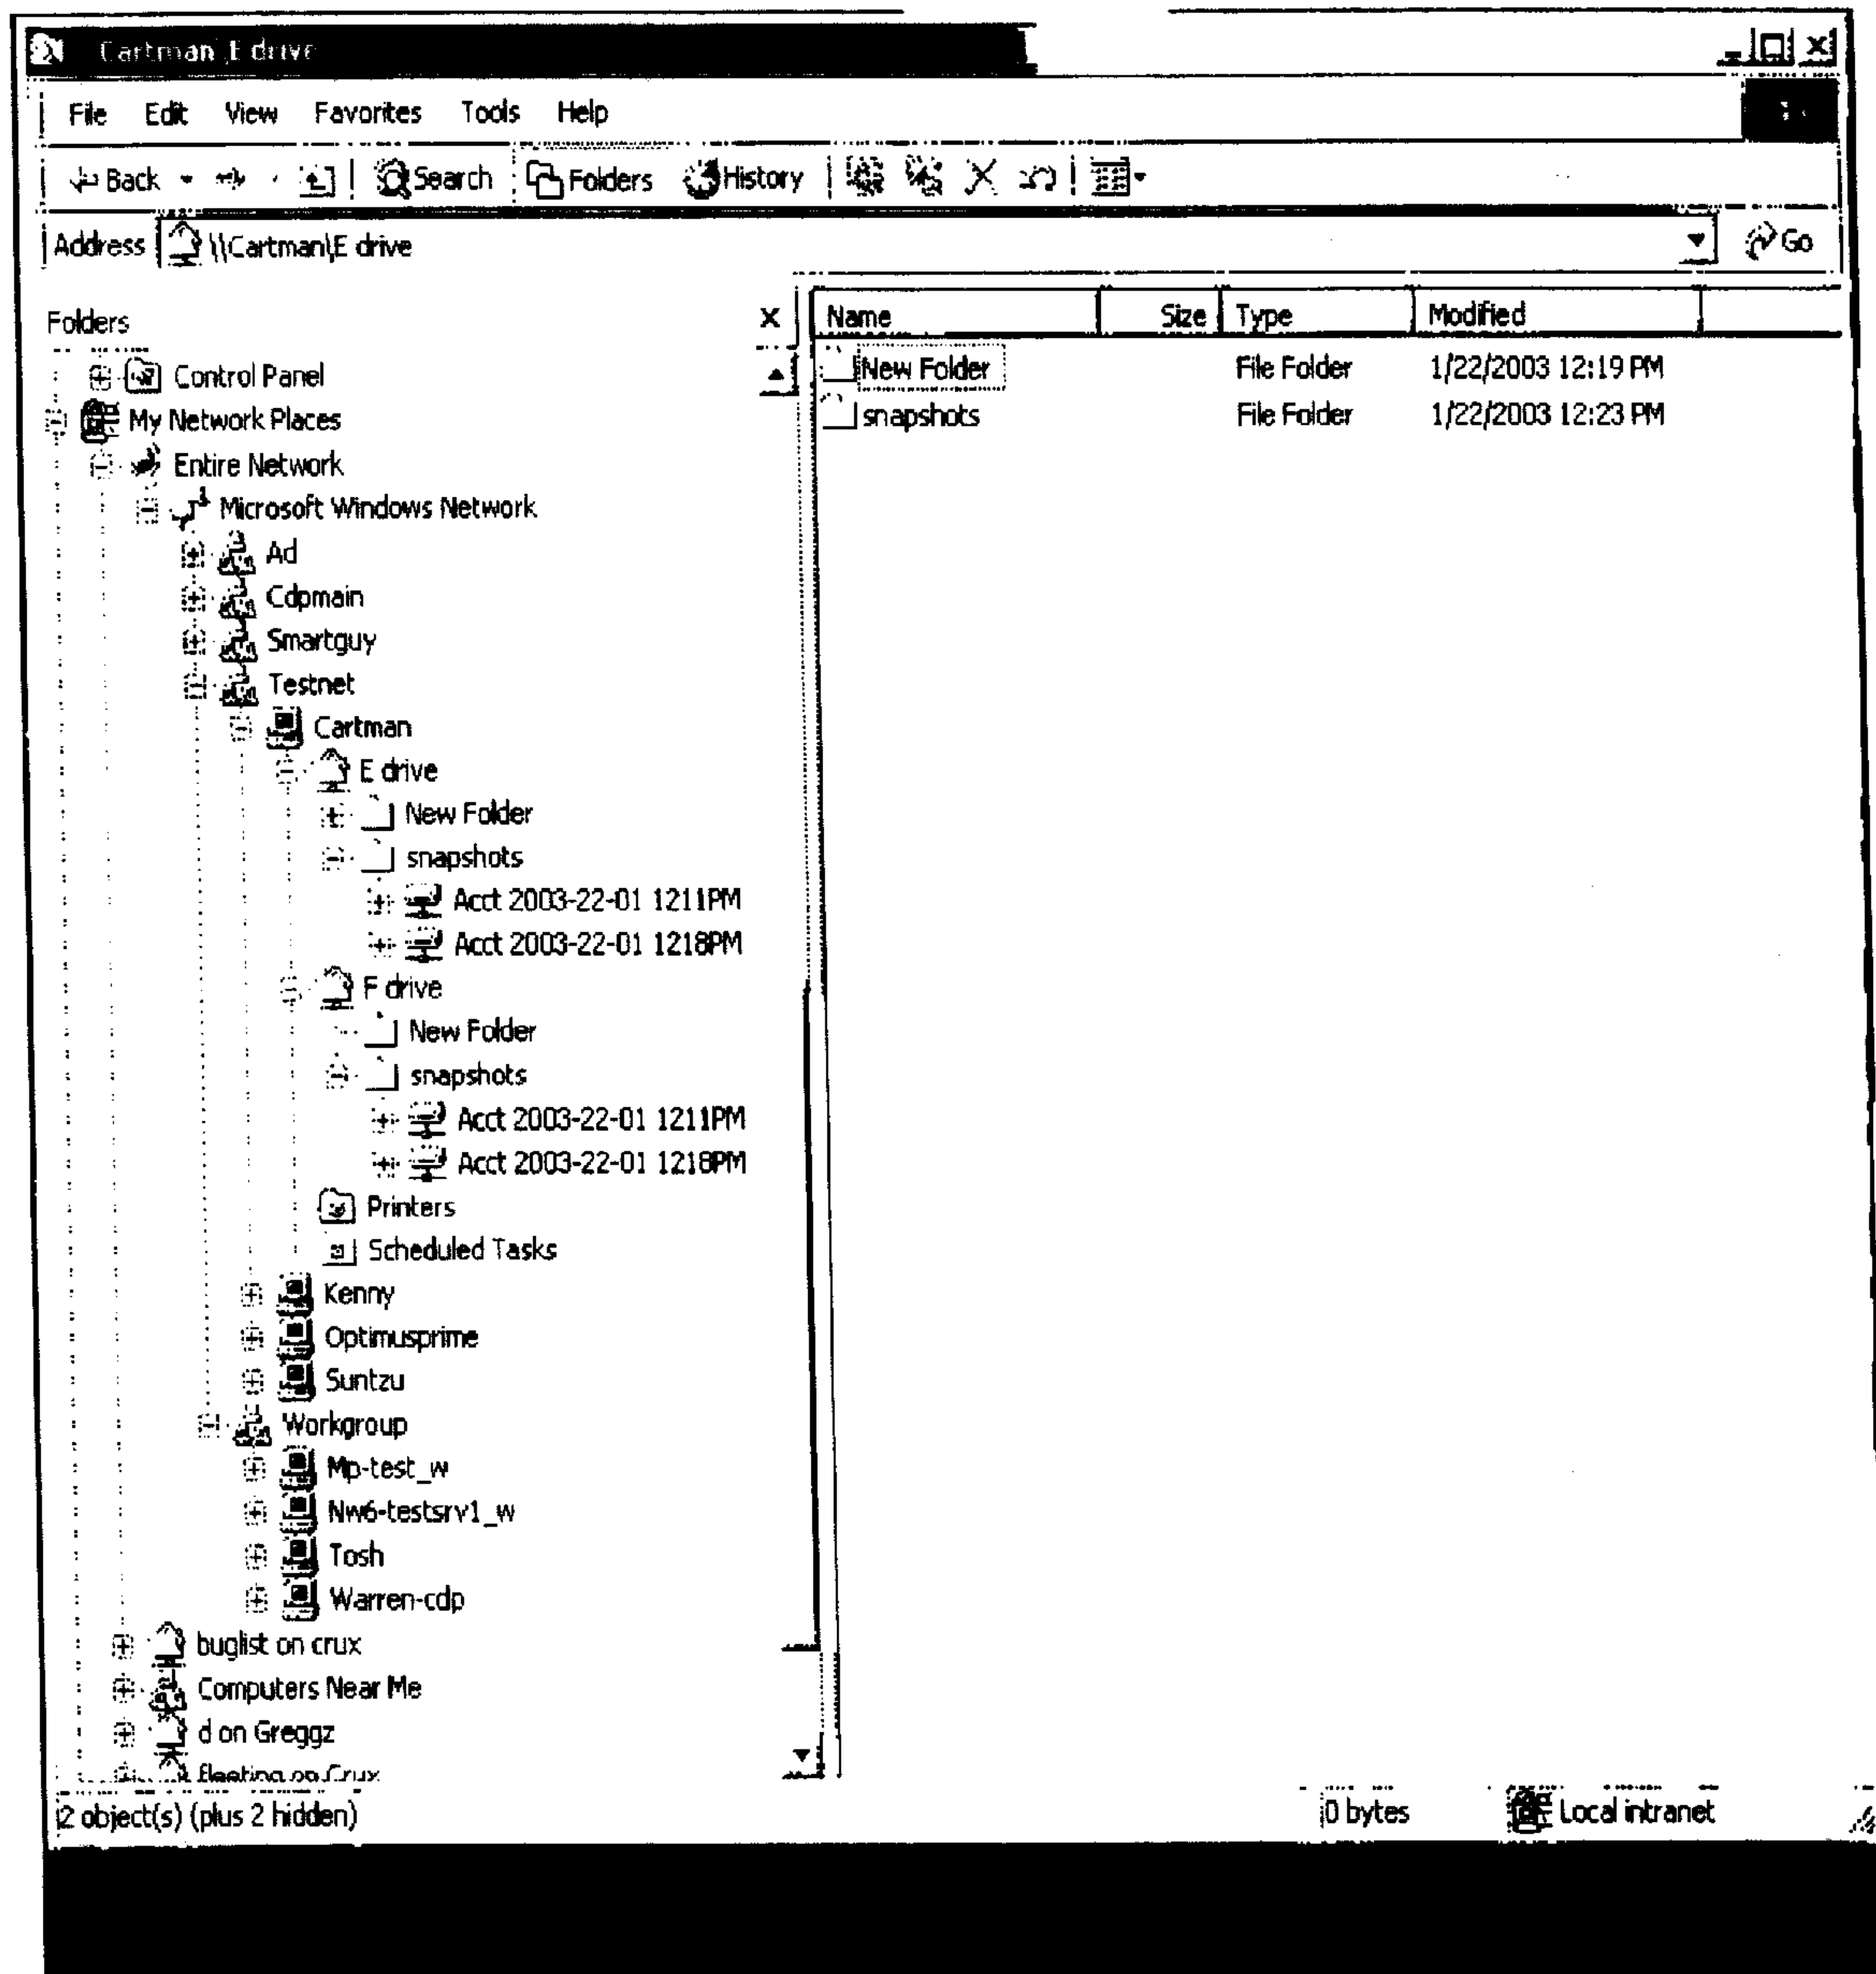 Cartman E drive
File Edit View Favorites Tools Help
Back Search Folders History
Address \\Cartman\E drive Go
Folders
Name Size Type Modified
New Folder File Folder 1/22/2003 12:19 PM
snapshots File Folder 1/22/2003 12:23 PM
Control Panel
My Network Places
Entire Network
Microsoft Windows Network
Ad
Cdpmain
Smartguy
Testnet
Cartman
E drive
New Folder
snapshots
Acct 2003-22-01 1211PM
Acct 2003-22-01 1218PM
F drive
New Folder
snapshots
Acct 2003-22-01 1211PM
Acct 2003-22-01 1218PM
Printers
Scheduled Tasks
Kenny
Optimusprime
Suntzu
Workgroup
Mp-test_w
Nw6-testsrv1_w
Tosh
Warren-cdp
buglist on crux
Computers Near Me
d on Greggz
on Crux
2 object(s) (plus 2 hidden) 0 bytes Local intranet